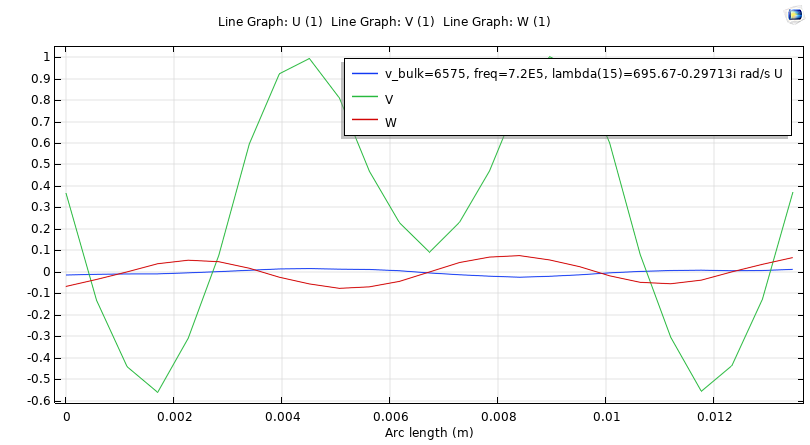 Line Graph: U (1) Line Graph: V (1) Line Graph: W (1)
1
0.9
0.8
0.7
0.6
0.5
0.4
0.3
0.2
0.1
0
-0.1
-0.2
-0.3
-0.4
-0.5
-0.6
v_bulk=6575, freq=7.2E5, lambda(15)=695.67-0.29713i rad/s U
V
W
0 0.002 0.004 0.006 0.008 0.01 0.012
Arc length (m)